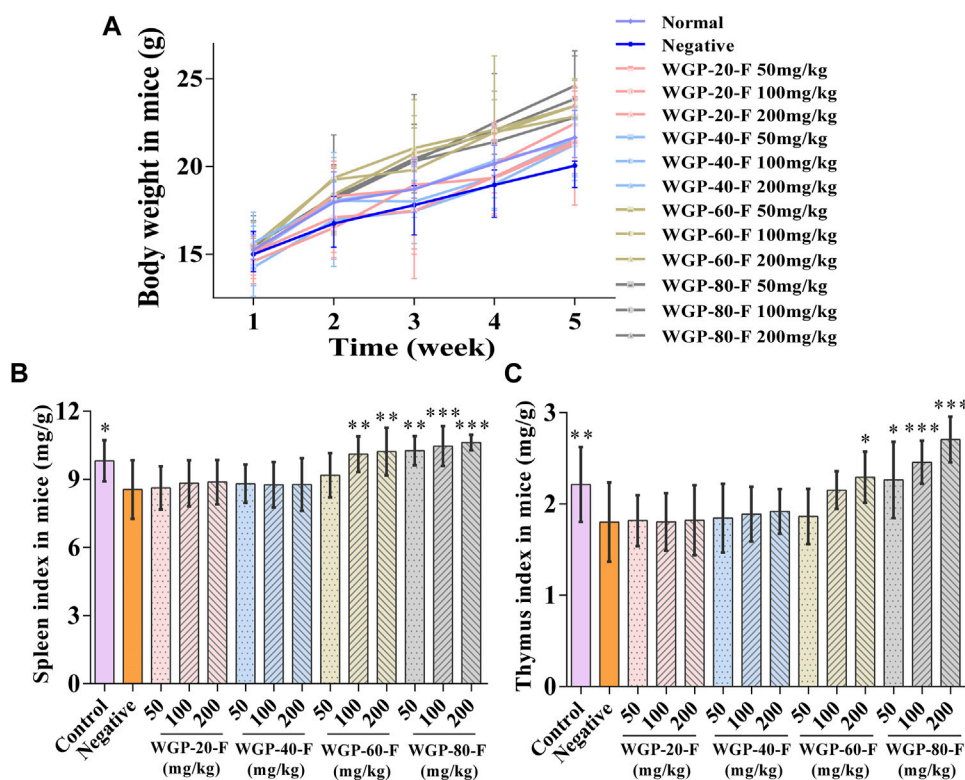 A
Body weight in mice (g)
25
20
15
1 2 3 4 5
Time (week)
Normal
Negative
WGP-20-F 50mg/kg
WGP-20-F 100mg/kg
WGP-20-F 200mg/kg
WGP-40-F 50mg/kg
WGP-40-F 100mg/kg
WGP-40-F 200mg/kg
WGP-60-F 50mg/kg
WGP-60-F 100mg/kg
WGP-60-F 200mg/kg
WGP-80-F 50mg/kg
WGP-80-F 100mg/kg
WGP-80-F 200mg/kg
B
Spleen index in mice (mg/g)
12
9
6
3
0
* ** ** ** *** ***
Control Negative 50 100 200 50 100 200 50 100 200 50 100 200
WGP-20-F WGP-40-F WGP-60-F WGP-80-F
(mg/kg) (mg/kg) (mg/kg) (mg/kg)
C
Thymus index in mice (mg/g)
3
2
1
0
** * * *** ***
Control Negative 50 100 200 50 100 200 50 100 200 50 100 200
WGP-20-F WGP-40-F WGP-60-F WGP-80-F
(mg/kg) (mg/kg) (mg/kg) (mg/kg)